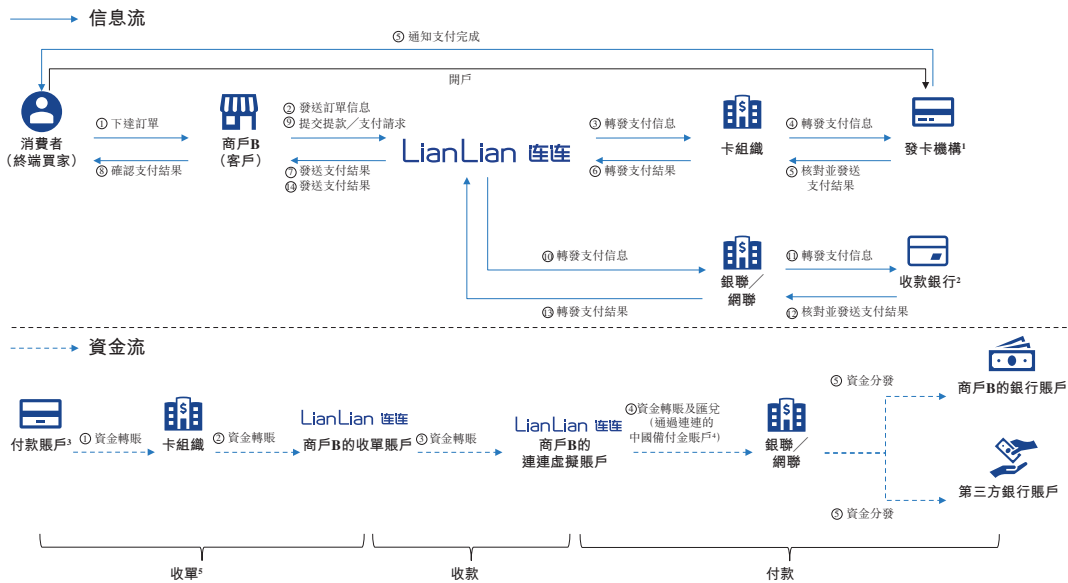 信息流
⑤ 通知支付完成
開戶
消費者
（終端買家）
① 下達訂單
⑧ 確認支付結果
商戶B
（客戶）
② 發送訂單信息
⑨ 提交提款／支付請求
⑦ 發送支付結果
⑭ 發送支付結果
LianLian 连连
③ 轉發支付信息
⑥ 轉發支付結果
卡組織
④ 轉發支付信息
⑤ 核對並發送
支付結果
發卡機構¹
⑩ 轉發支付信息
⑬ 轉發支付結果
銀聯／
網聯
⑪ 轉發支付信息
⑫ 核對並發送支付結果
收款銀行²
資金流
付款賬戶³
① 資金轉賬
卡組織
② 資金轉賬
LianLian 连连
商戶B的收單賬戶
③ 資金轉賬
LianLian 连连
商戶B的
連連虛擬賬戶
④資金轉賬及匯兌
(通過連連的
中國備付金賬戶⁴)
銀聯／
網聯
⑤ 資金分發
商戶B的銀行賬戶
⑤ 資金分發
第三方銀行賬戶
收單⁵
收款
付款